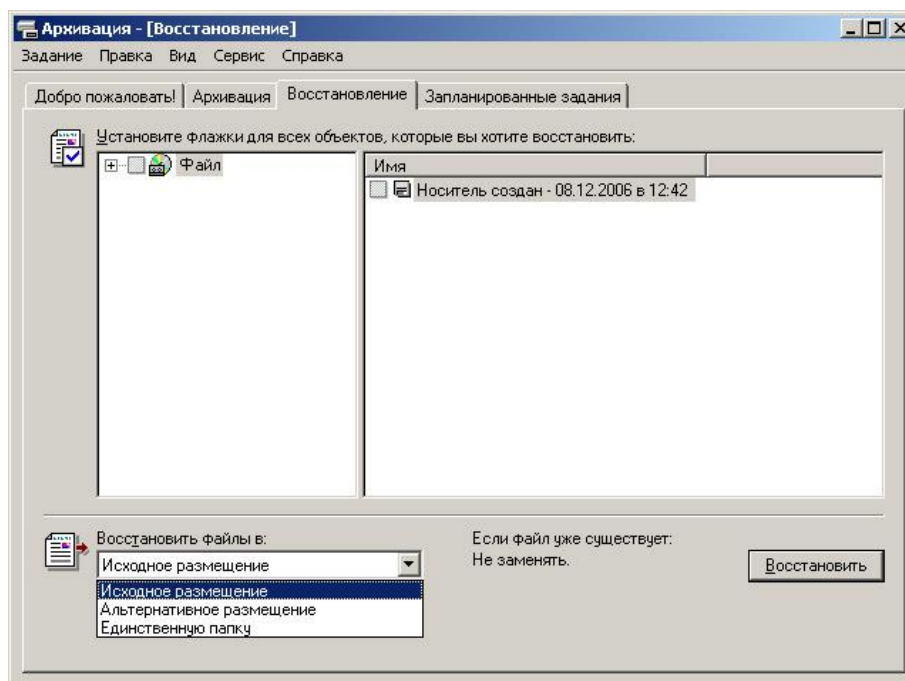 Архивация - [Восстановление]
Задание Правка Вид Сервис Справка
Добро пожаловать! Архивация Восстановление Запланированные задания
Установите флажки для всех объектов, которые вы хотите восстановить:
Файл
Имя
Носитель создан - 08.12.2006 в 12:42
Восстановить файлы в:
Исходное размещение
Исходное размещение
Альтернативное размещение
Единственную папку
Если файл уже существует:
Не заменять.
Восстановить